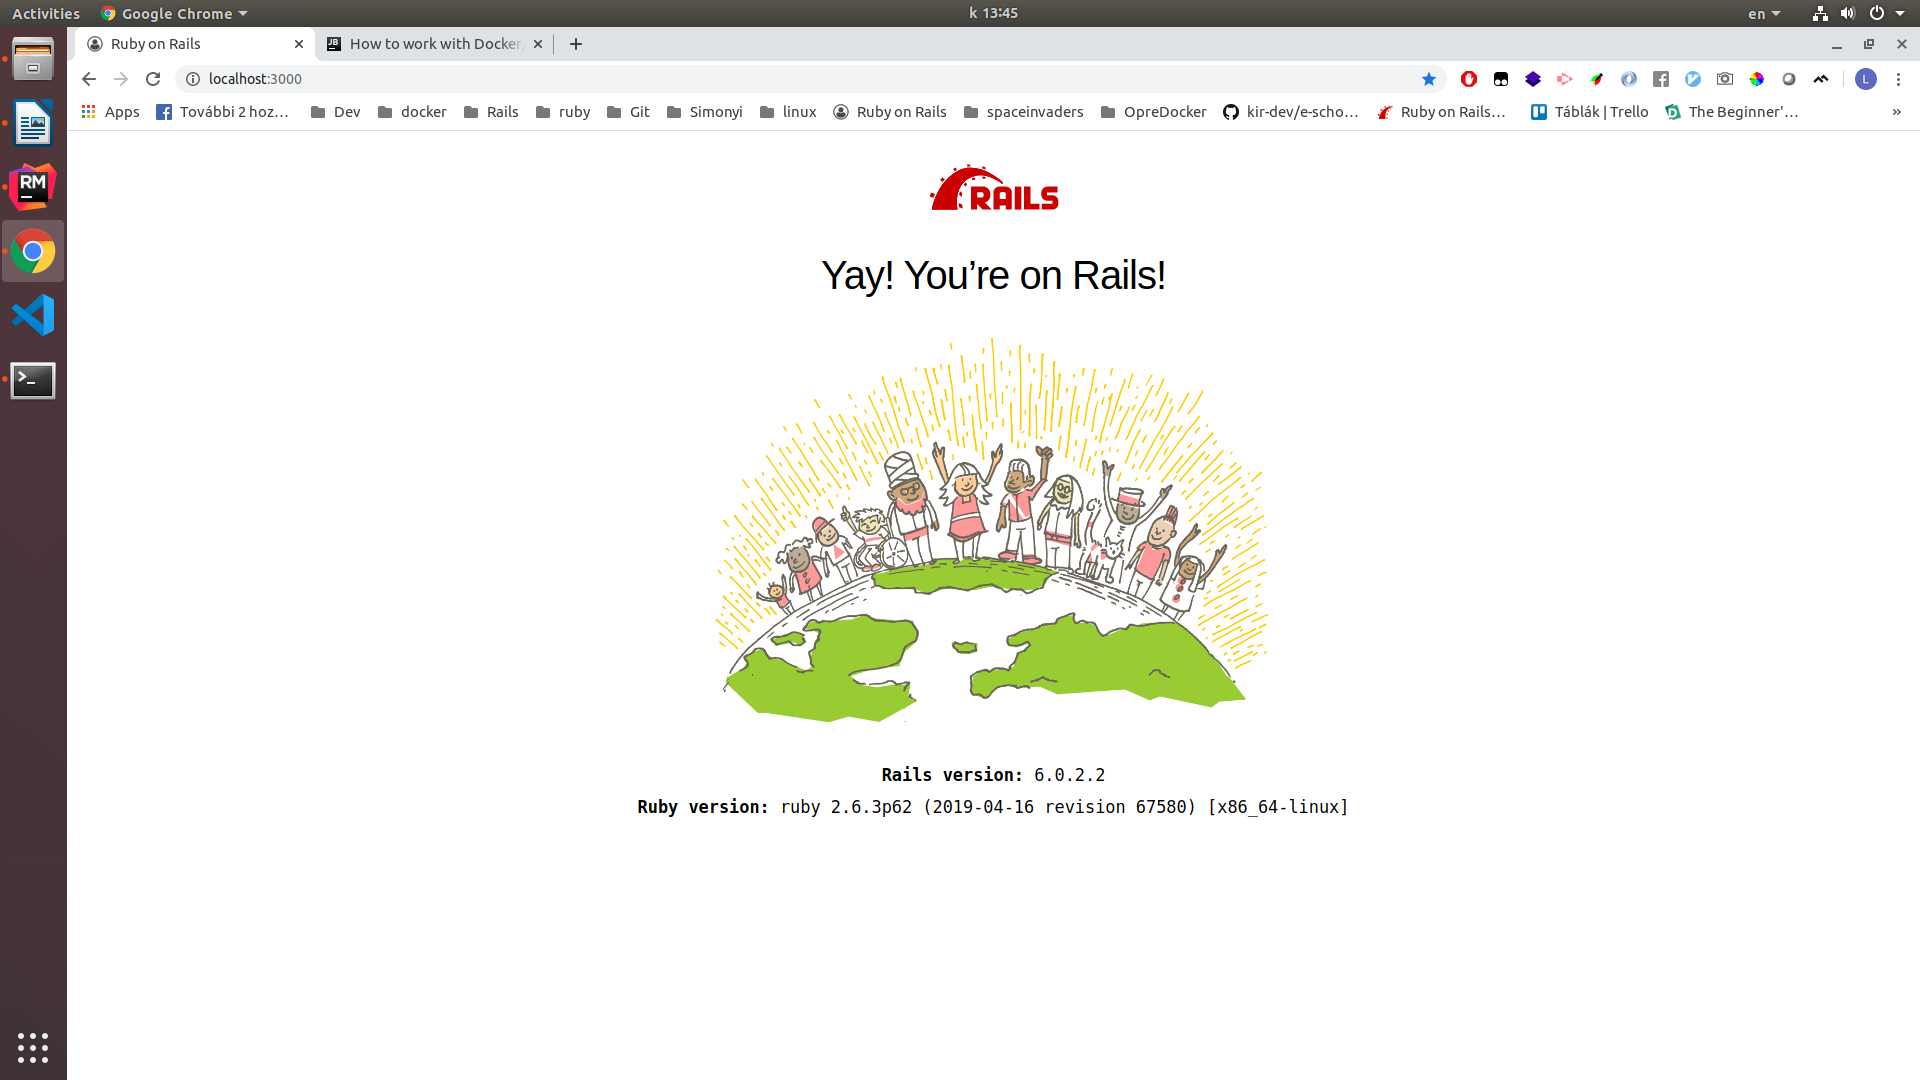 Activities Google Chrome k 13:45 en
Ruby on Rails How to work with Docker,
localhost:3000 L
Apps További 2 hoz... Dev docker Rails ruby Git Simonyi linux Ruby on Rails spaceinvaders OpreDocker kir-dev/e-scho... Ruby on Rails... Táblák | Trello The Beginner'... »
RM
RAILS
Yay! You’re on Rails!
Rails version: 6.0.2.2
Ruby version: ruby 2.6.3p62 (2019-04-16 revision 67580) [x86_64-linux]